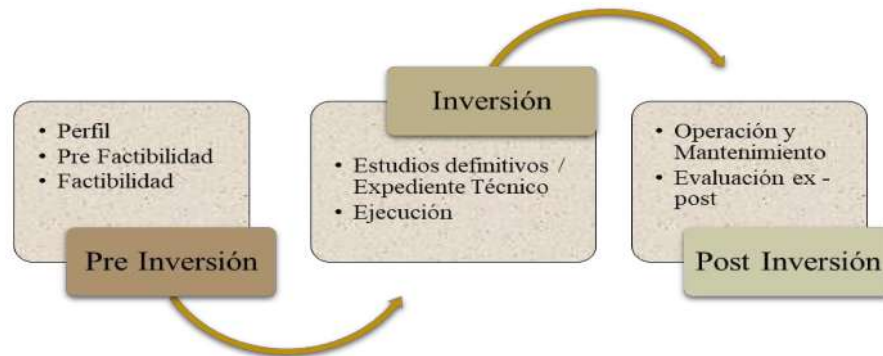 • Perfil
• Pre Factibilidad
• Factibilidad
Pre Inversión
Inversión
• Estudios definitivos /
Expediente Técnico
• Ejecución
• Operación y
Mantenimiento
• Evaluación ex -
post
Post Inversión